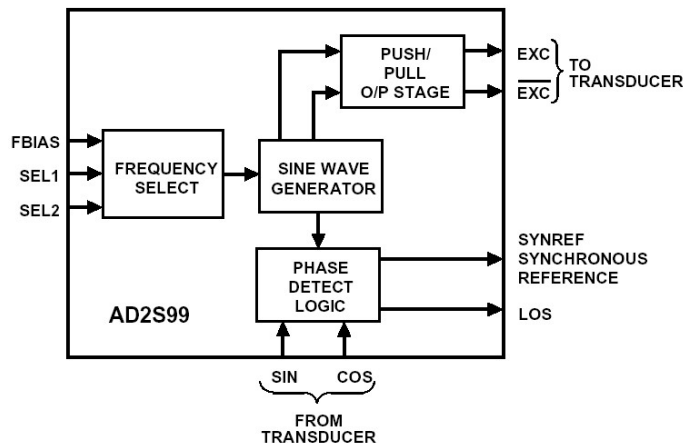 PUSH/
PULL
O/P STAGE
EXC
EXC
TO
TRANSDUCER
FBIAS
SEL1
SEL2
FREQUENCY
SELECT
SINE WAVE
GENERATOR
PHASE
DETECT
LOGIC
SYNREF
SYNCHRONOUS
REFERENCE
LOS
AD2S99
SIN
COS
FROM
TRANSDUCER